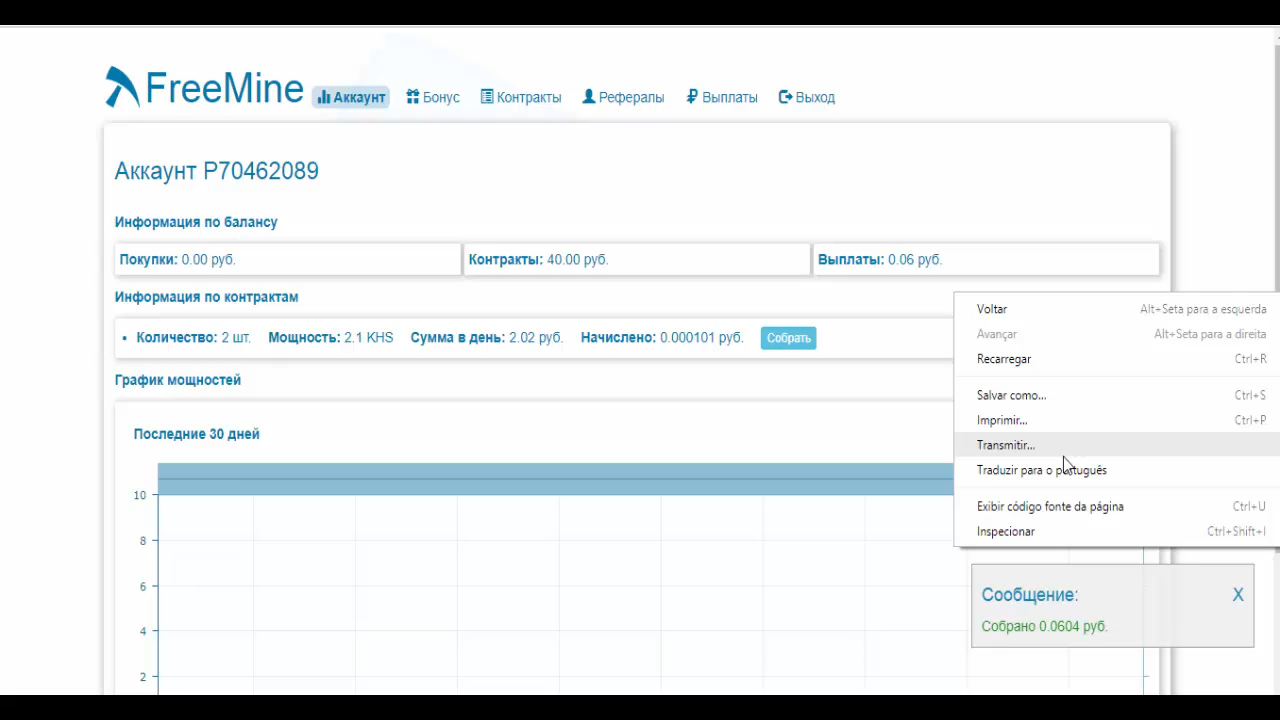 FreeMine Аккаунт Бонус Контракты Рефералы Выплаты Выход
Аккаунт P70462089
Информация по балансу
Покупки: 0.00 руб. Контракты: 40.00 руб. Выплаты: 0.06 руб.
Информация по контрактам
• Количество: 2 шт. Мощность: 2.1 KHS Сумма в день: 2.02 руб. Начислено: 0.000101 руб. Собрать
График мощностей
Последние 30 дней
10
8
6
4
2
Voltar Alt+Seta para a esquerda
Avançar Alt+Seta para a direita
Recarregar Ctrl+R
Salvar como... Ctrl+S
Imprimir... Ctrl+P
Transmitir...
Traduzir para o português
Exibir código fonte da página Ctrl+U
Inspecionar Ctrl+Shift+I
Сообщение: X
Собрано 0.0604 руб.